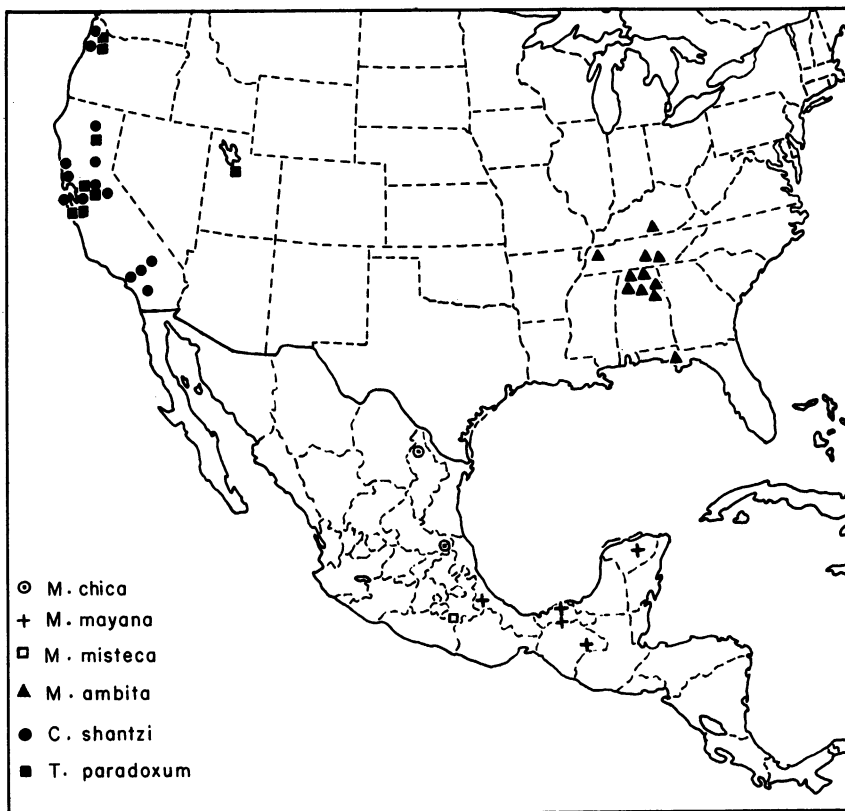 M. chica
M. mayana
M. misteca
M. ambita
C. shantzi
T. paradoxum